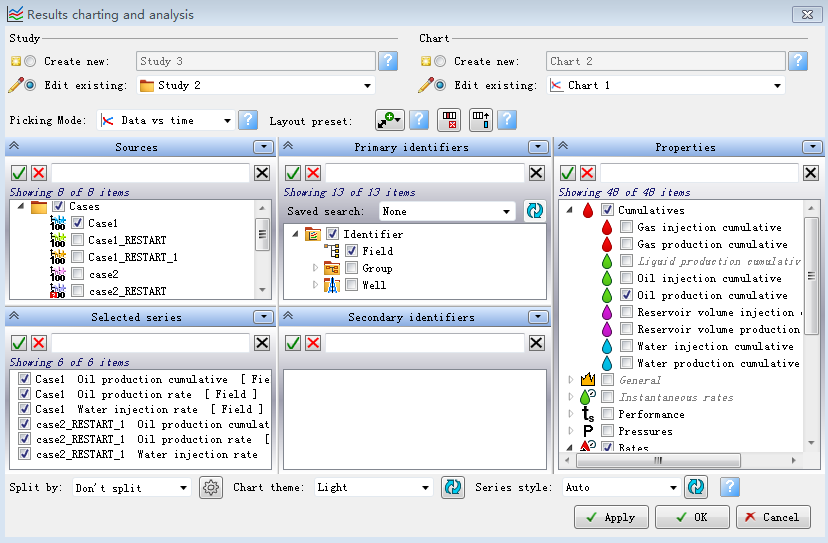 Results charting and analysis
Study
Create new: Study 3 ?
Edit existing: Study 2
Chart
Create new: Chart 2 ?
Edit existing: Chart 1
Picking Mode: Data vs time ? Layout preset: ? ?
Sources
Showing 8 of 8 items
Cases
Case1
Case1_RESTART
Case1_RESTART_1
case2
case2_RESTART
Primary identifiers
Showing 13 of 13 items
Saved search: None
Identifier
Field
Group
Well
Properties
Showing 48 of 48 items
Cumulatives
Gas injection cumulative
Gas production cumulative
Liquid production cumulativ
Oil injection cumulative
Oil production cumulative
Reservoir volume injection
Reservoir volume production
Water injection cumulative
Water production cumulative
General
Instantaneous rates
Performance
Pressures
Rates
Selected series
Showing 6 of 6 items
Case1 Oil production cumulative [ Fie
Case1 Oil production rate [ Field ]
Case1 Water injection rate [ Field ]
case2_RESTART_1 Oil production cumulat
case2_RESTART_1 Oil production rate [
case2_RESTART_1 Water injection rate
Secondary identifiers
Split by: Don't split Chart theme: Light Series style: Auto ?
Apply OK Cancel